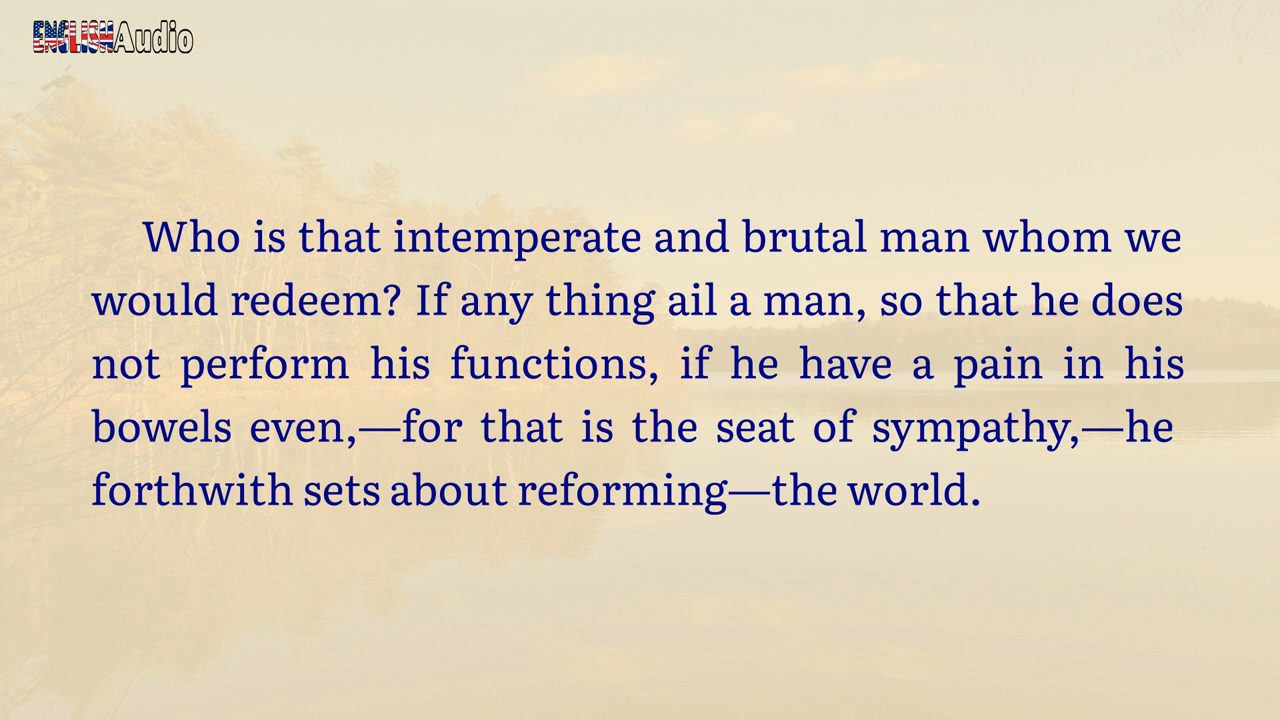 ENGLISHAudio
Who is that intemperate and brutal man whom we
would redeem? If any thing ail a man, so that he does
not perform his functions, if he have a pain in his
bowels even,—for that is the seat of sympathy,—he
forthwith sets about reforming—the world.